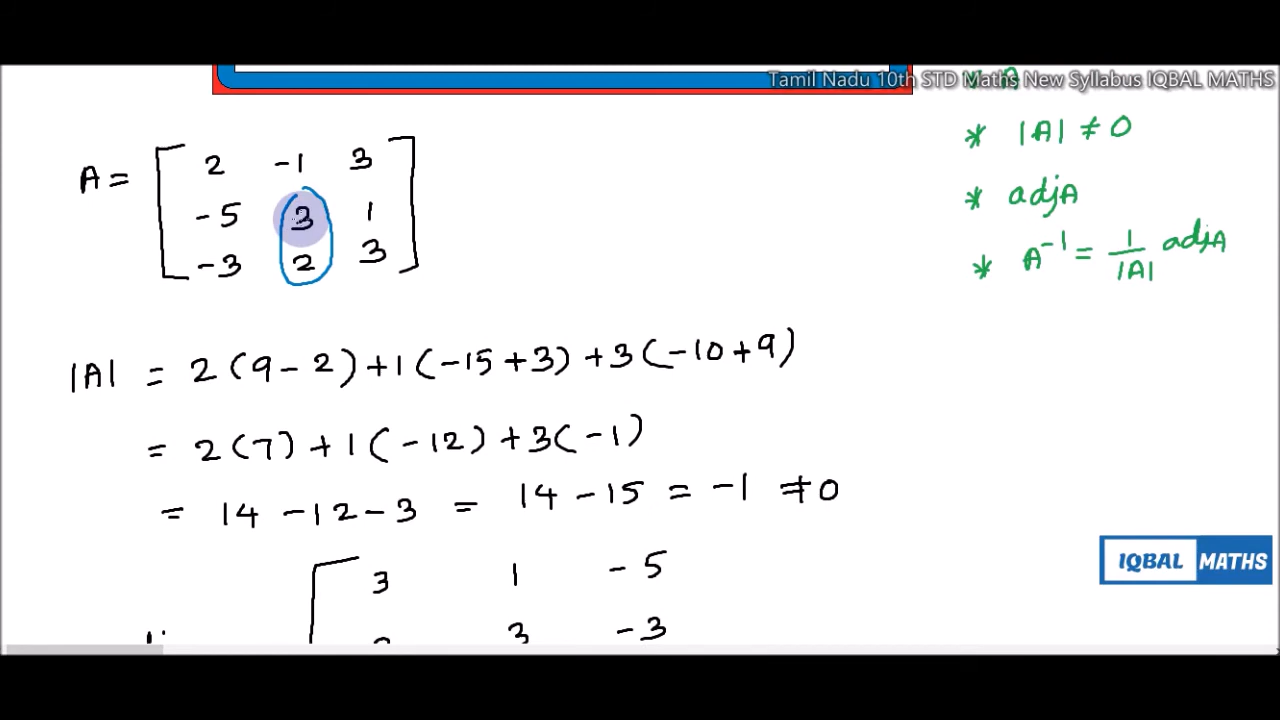 Tamil Nadu 10th STD Maths New Syllabus IQBAL MATHS
* A
* |A| ≠ 0
* adjA
* A⁻¹ = 1/|A| adjA
A = [ 2 -1 3
-5 3 1
-3 2 3 ]
|A| = 2(9-2)+1(-15+3)+3(-10+9)
= 2(7)+1(-12)+3(-1)
= 14-12-3 = 14-15 = -1 ≠0
3 1 -5
3 -3
IQBAL MATHS